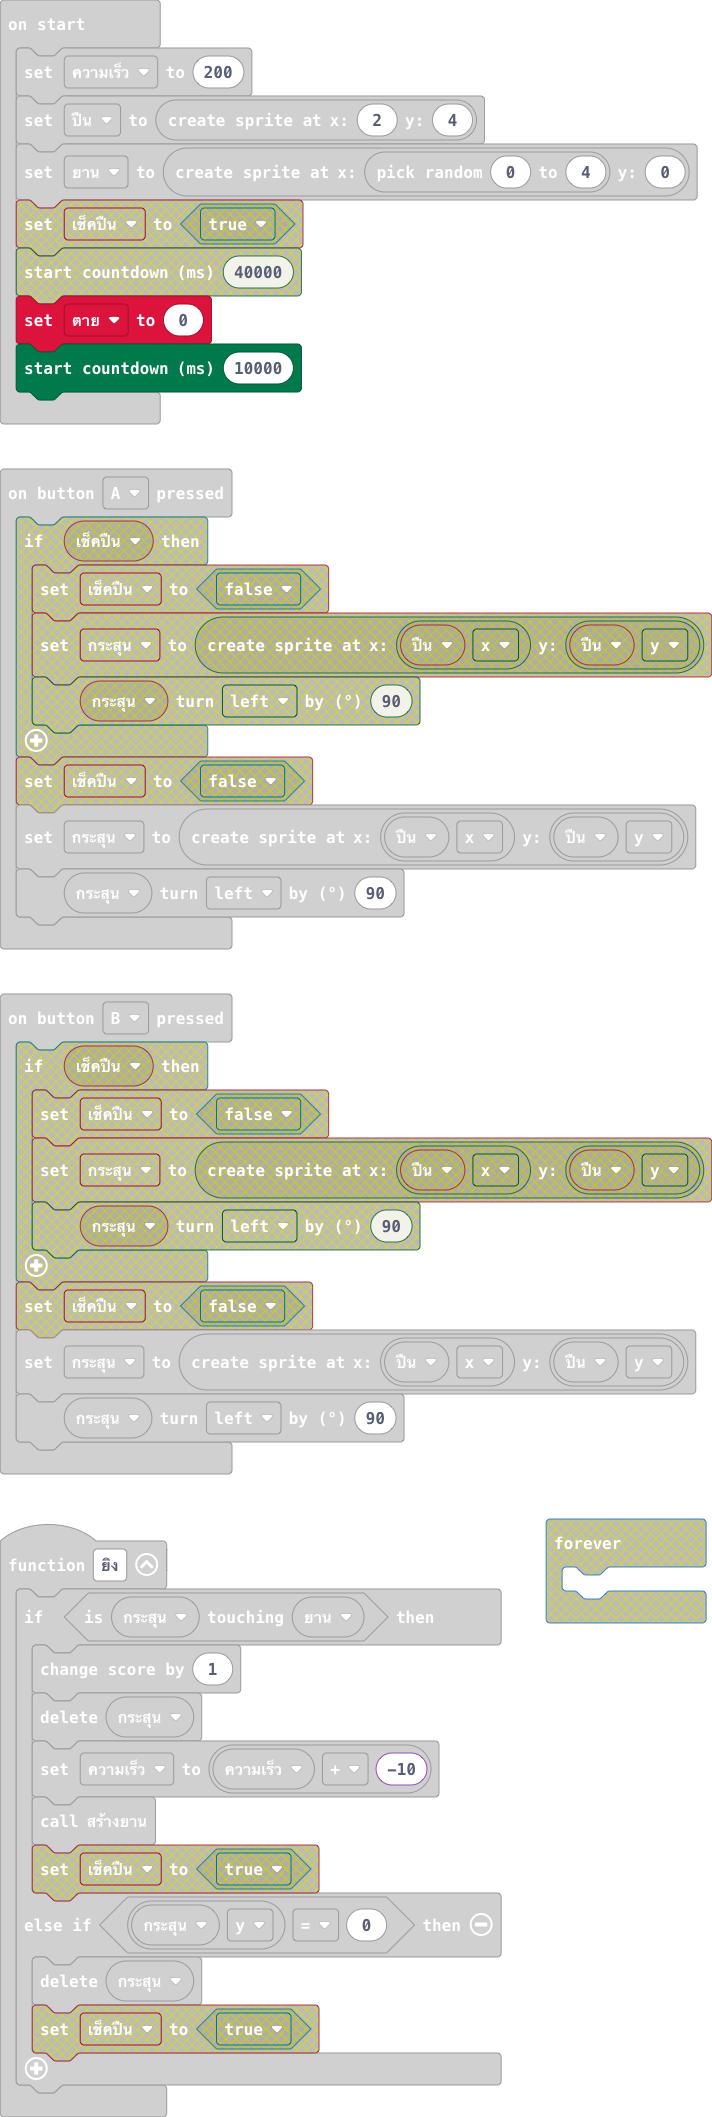 on start
set ความเร็ว to 200
set ปืน to create sprite at x: 2 y: 4
set ยาน to create sprite at x: pick random 0 to 4 y: 0
set เช็คปืน to true
start countdown (ms) 40000
set ตาย to 0
start countdown (ms) 10000
on button A pressed
if เช็คปืน then
set เช็คปืน to false
set กระสุน to create sprite at x: ปืน x y: ปืน y
กระสุน turn left by (°) 90
set เช็คปืน to false
set กระสุน to create sprite at x: ปืน x y: ปืน y
กระสุน turn left by (°) 90
on button B pressed
if เช็คปืน then
set เช็คปืน to false
set กระสุน to create sprite at x: ปืน x y: ปืน y
กระสุน turn left by (°) 90
set เช็คปืน to false
set กระสุน to create sprite at x: ปืน x y: ปืน y
กระสุน turn left by (°) 90
function ยิง
forever
if is กระสุน touching ยาน then
change score by 1
delete กระสุน
set ความเร็ว to ความเร็ว + -10
call สร้างยาน
set เช็คปืน to true
else if กระสุน y = 0 then
delete กระสุน
set เช็คปืน to true